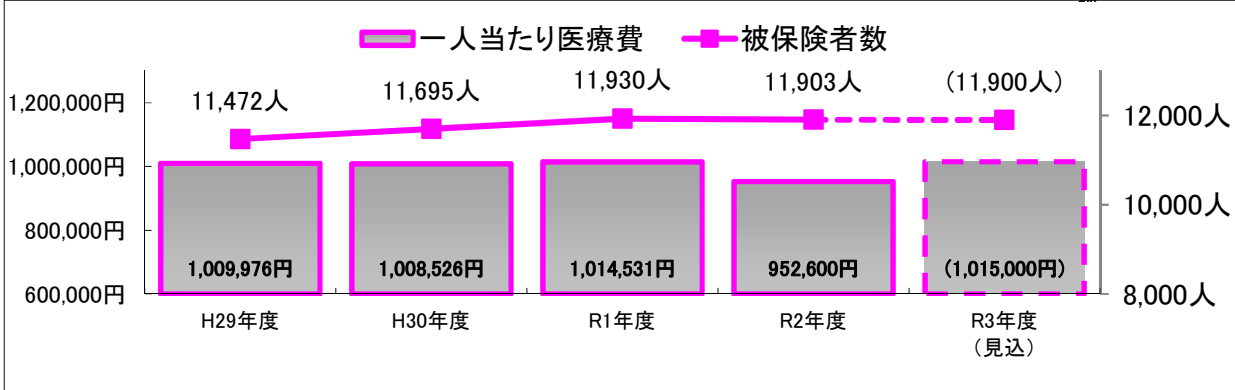 一人当たり医療費 被保険者数
11,472人 11,695人 11,930人 11,903人 (11,900人)
1,200,000円
1,000,000円
800,000円
600,000円
12,000人
10,000人
8,000人
1,009,976円 1,008,526円 1,014,531円 952,600円 (1,015,000円)
H29年度 H30年度 R1年度 R2年度 R3年度
(見込)